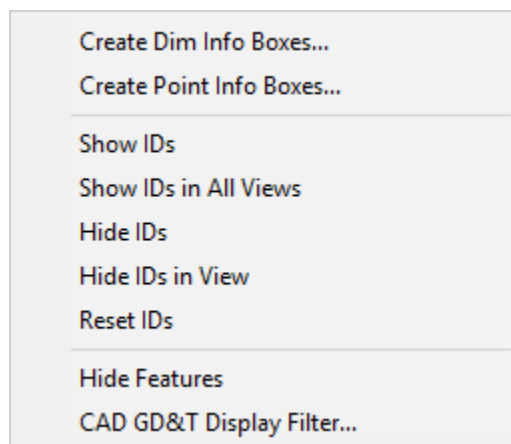 Create Dim Info Boxes...
Create Point Info Boxes...
Show IDs
Show IDs in All Views
Hide IDs
Hide IDs in View
Reset IDs
Hide Features
CAD GD&T Display Filter...